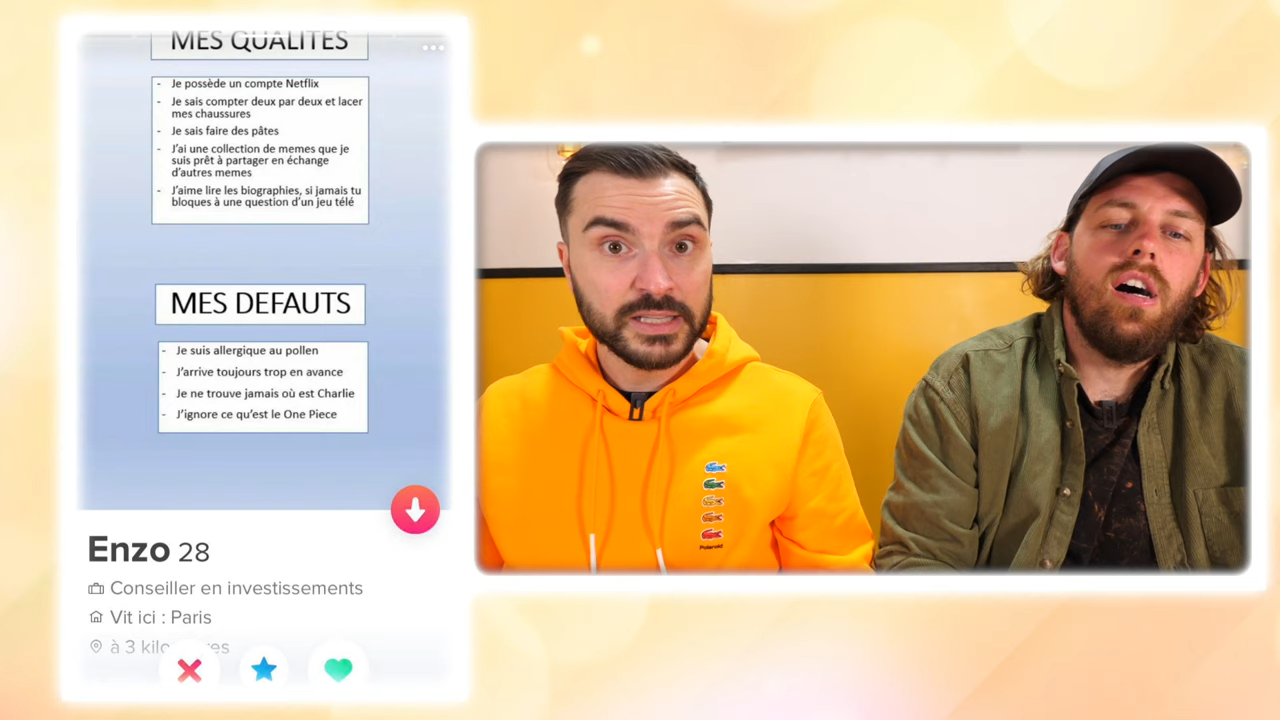 MES QUALITES
- Je possède un compte Netflix
- Je sais compter deux par deux et lacer
mes chaussures
- Je sais faire des pâtes
- J'ai une collection de memes que je
suis prêt à partager en échange
d'autres memes
- J'aime lire les biographies, si jamais tu
bloques à une question d'un jeu télé
MES DEFAUTS
- Je suis allergique au pollen
- J'arrive toujours trop en avance
- Je ne trouve jamais où est Charlie
- J'ignore ce qu'est le One Piece
Enzo 28
Conseiller en investissements
Vit ici : Paris
à 3
Polaroid